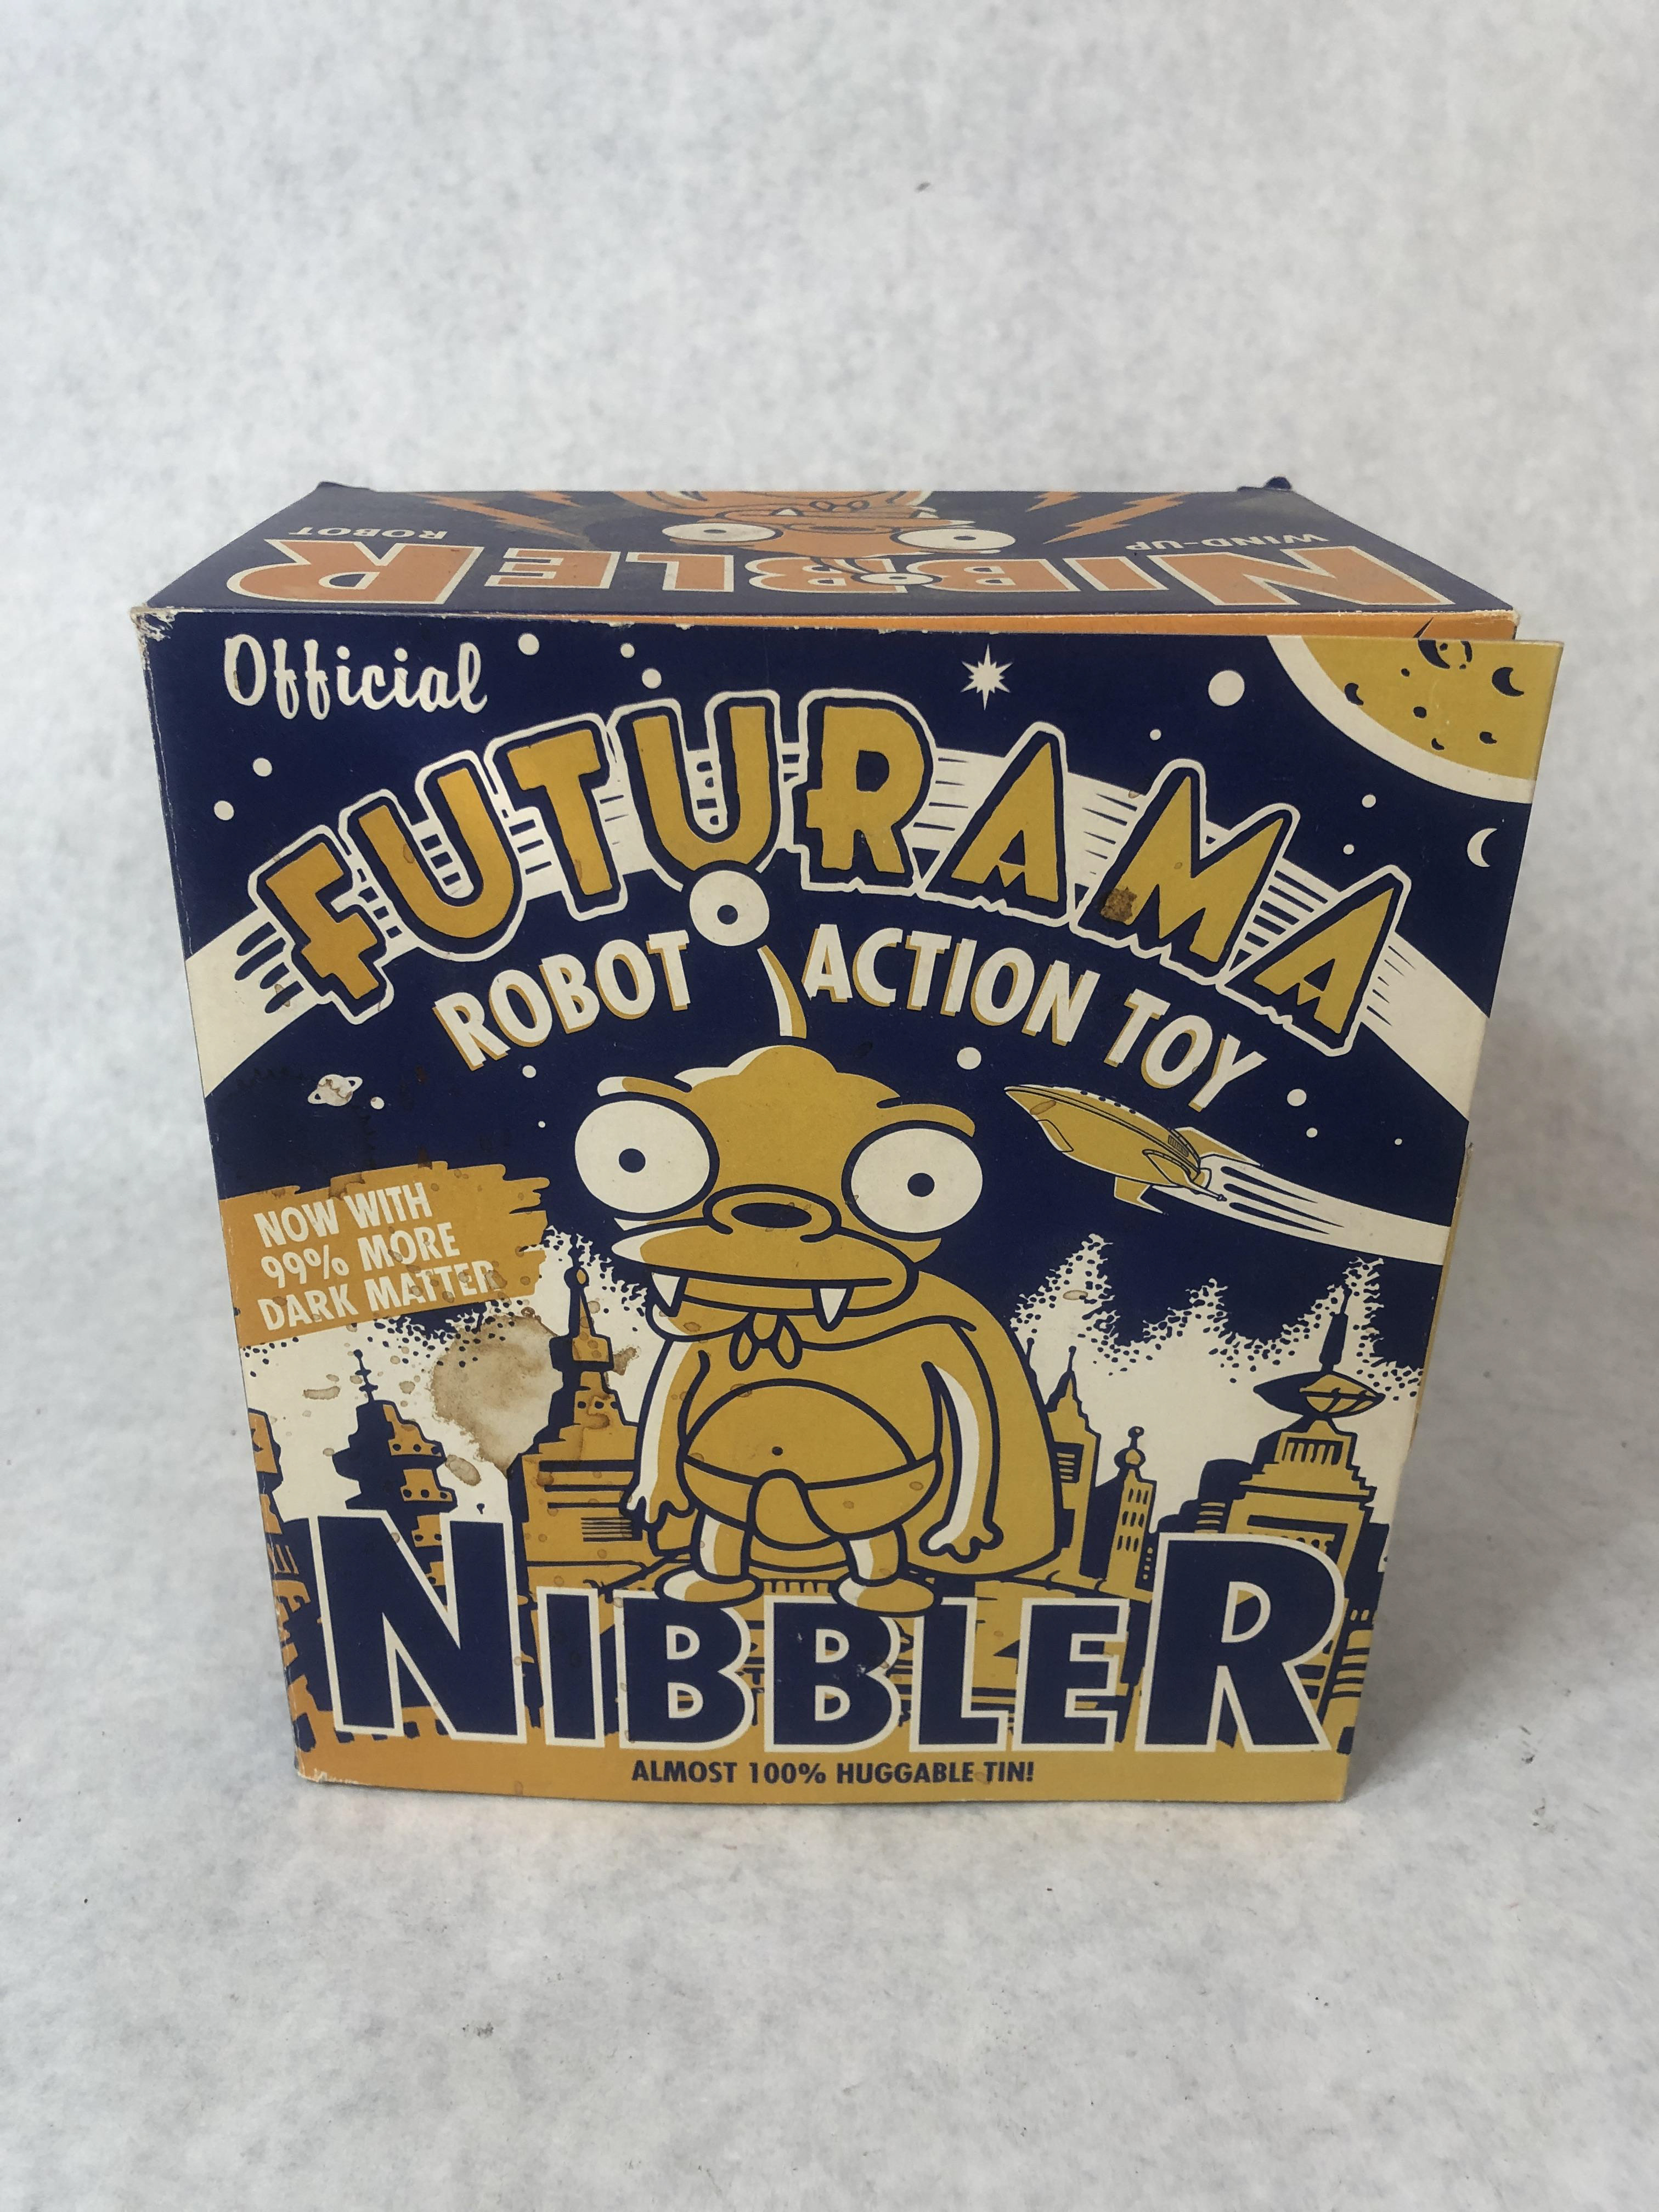 WIND-UP
ROBOT
NIBBLER
Official
FUTURAMA
ROBOT ACTION TOY
NOW WITH
99% MORE
DARK MATTER
NIBBLER
ALMOST 100% HUGGABLE TIN!